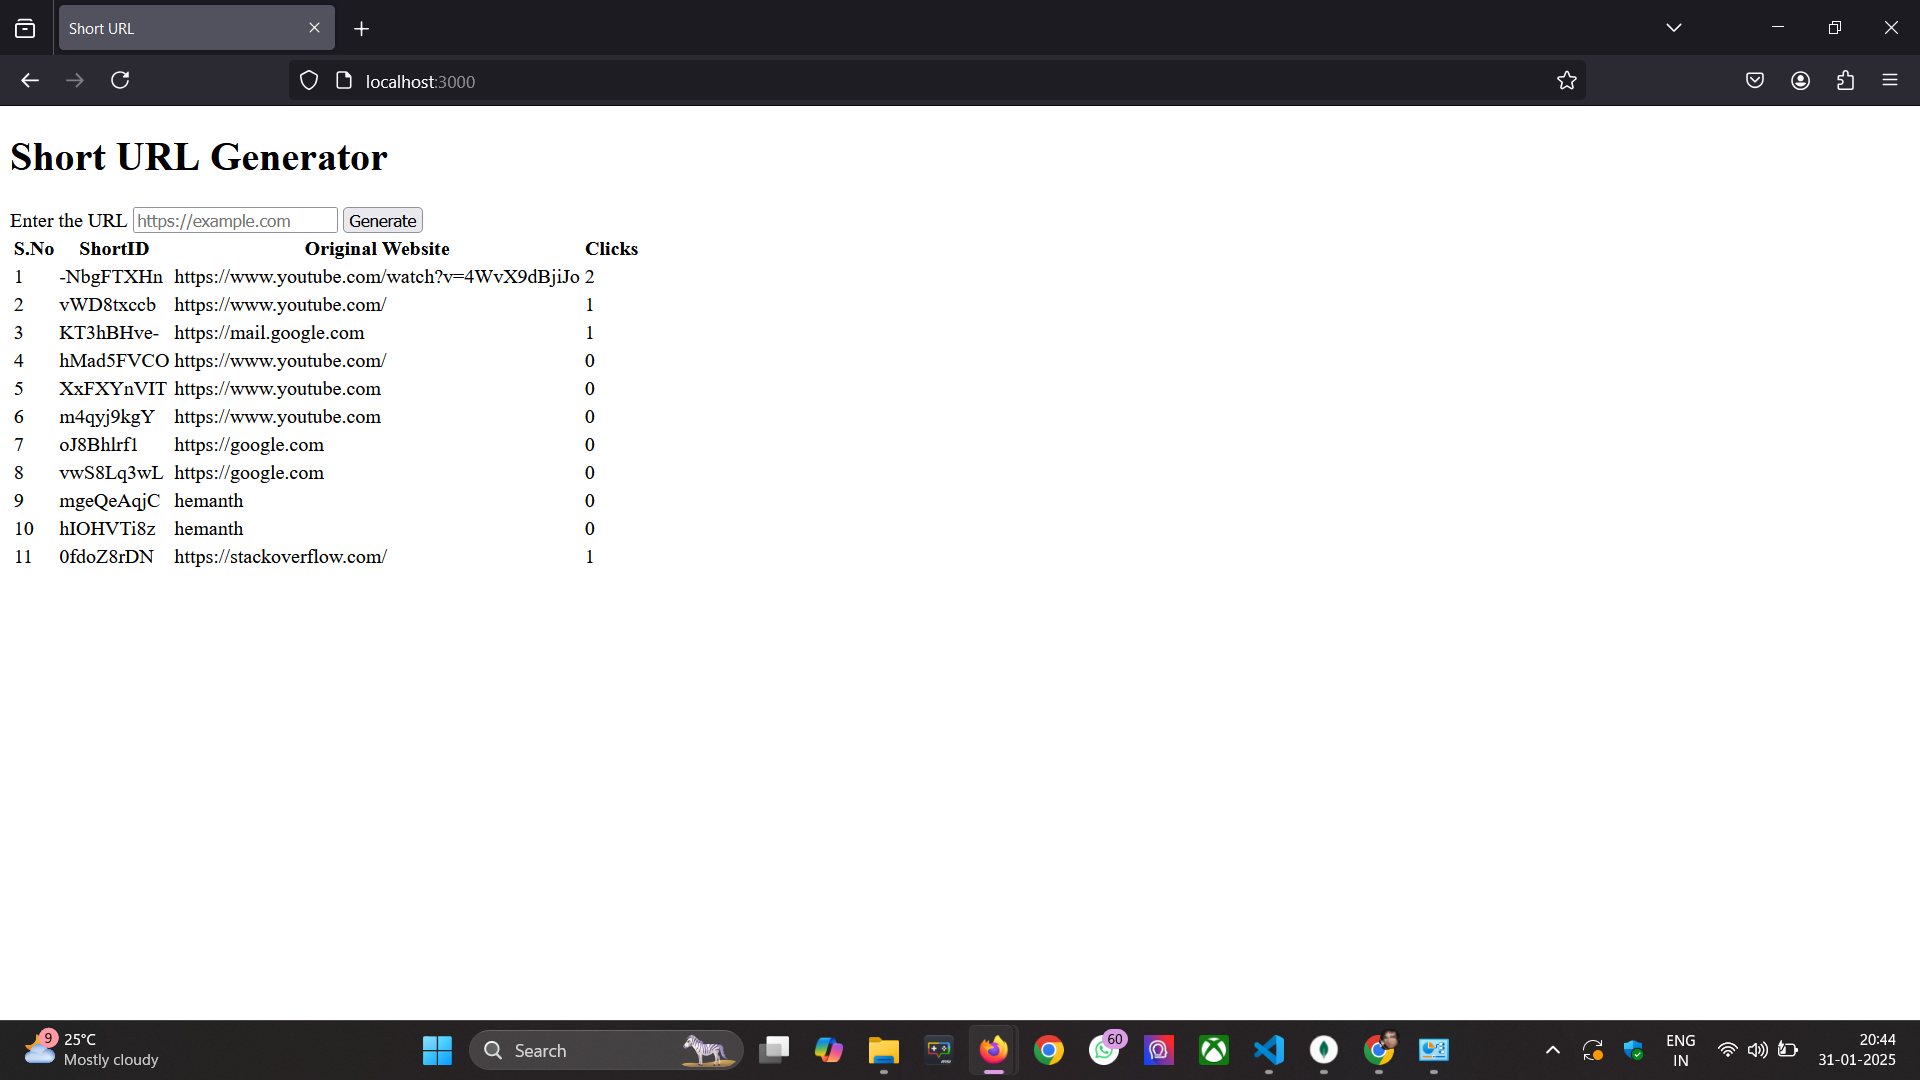 Short URL
localhost:3000
Short URL Generator
Enter the URL https://example.com Generate
S.No ShortID Original Website Clicks
1 -NbgFTXHn https://www.youtube.com/watch?v=4WvX9dBjiJo 2
2 vWD8txccb https://www.youtube.com/ 1
3 KT3hBHve- https://mail.google.com 1
4 hMad5FVCO https://www.youtube.com/ 0
5 XxFXYnVIT https://www.youtube.com 0
6 m4qyj9kgY https://www.youtube.com 0
7 oJ8Bhlrf1 https://google.com 0
8 vwS8Lq3wL https://google.com 0
9 mgeQeAqjC hemanth 0
10 hIOHVTi8z hemanth 0
11 0fdoZ8rDN https://stackoverflow.com/ 1
9 25°C
Mostly cloudy
Search
60
ENG
IN
20:44
31-01-2025